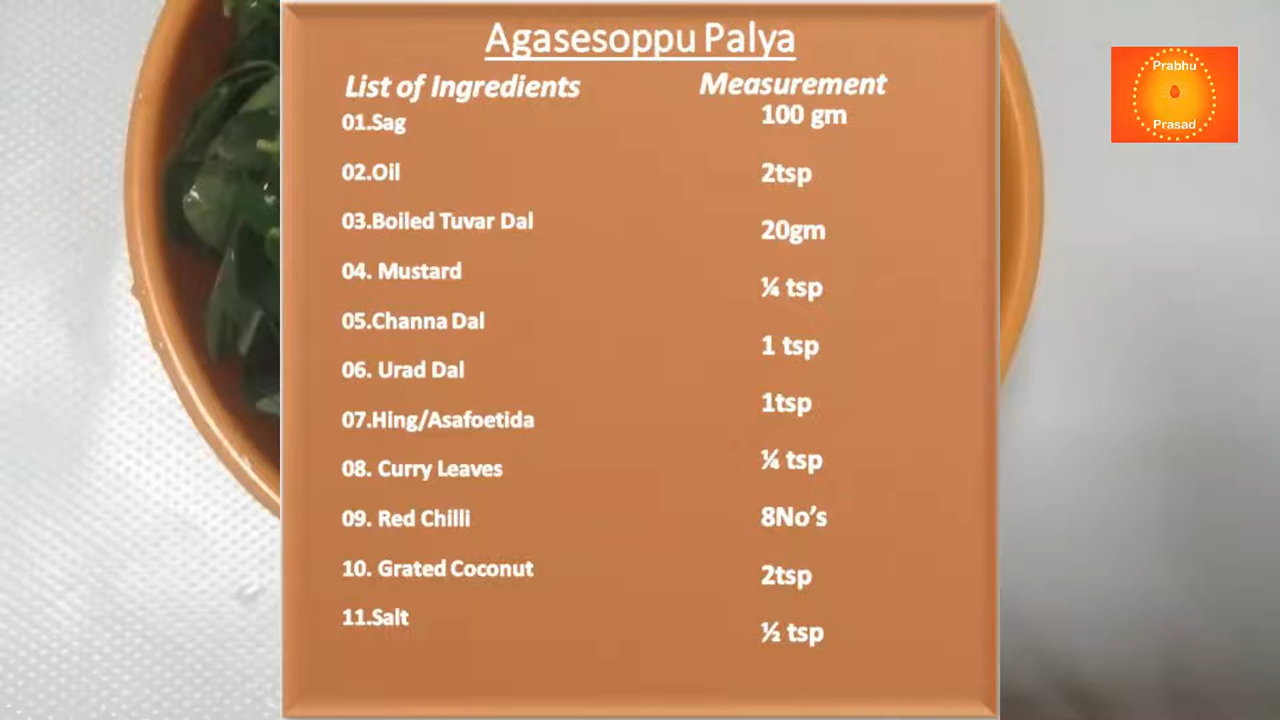 Agasesoppu Palya
List of Ingredients Measurement
01.Sag 100 gm
02.Oil 2tsp
03.Boiled Tuvar Dal 20gm
04. Mustard ¼ tsp
05.Channa Dal 1 tsp
06. Urad Dal 1tsp
07.Hing/Asafoetida ¼ tsp
08. Curry Leaves 8No's
09. Red Chilli 2tsp
10. Grated Coconut ½ tsp
11.Salt
Prabhu
Prasad